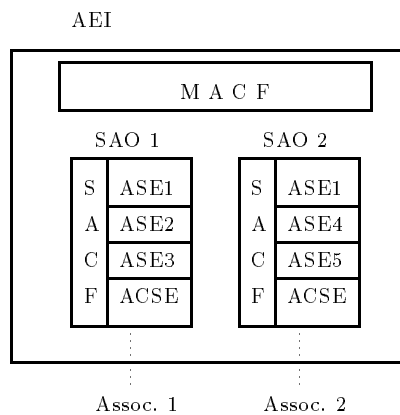 AEI
M A C F
SAO 1 SAO 2
S ASE1 S ASE1
A ASE2 A ASE4
C ASE3 C ASE5
F ACSE F ACSE
Assoc. 1 Assoc. 2